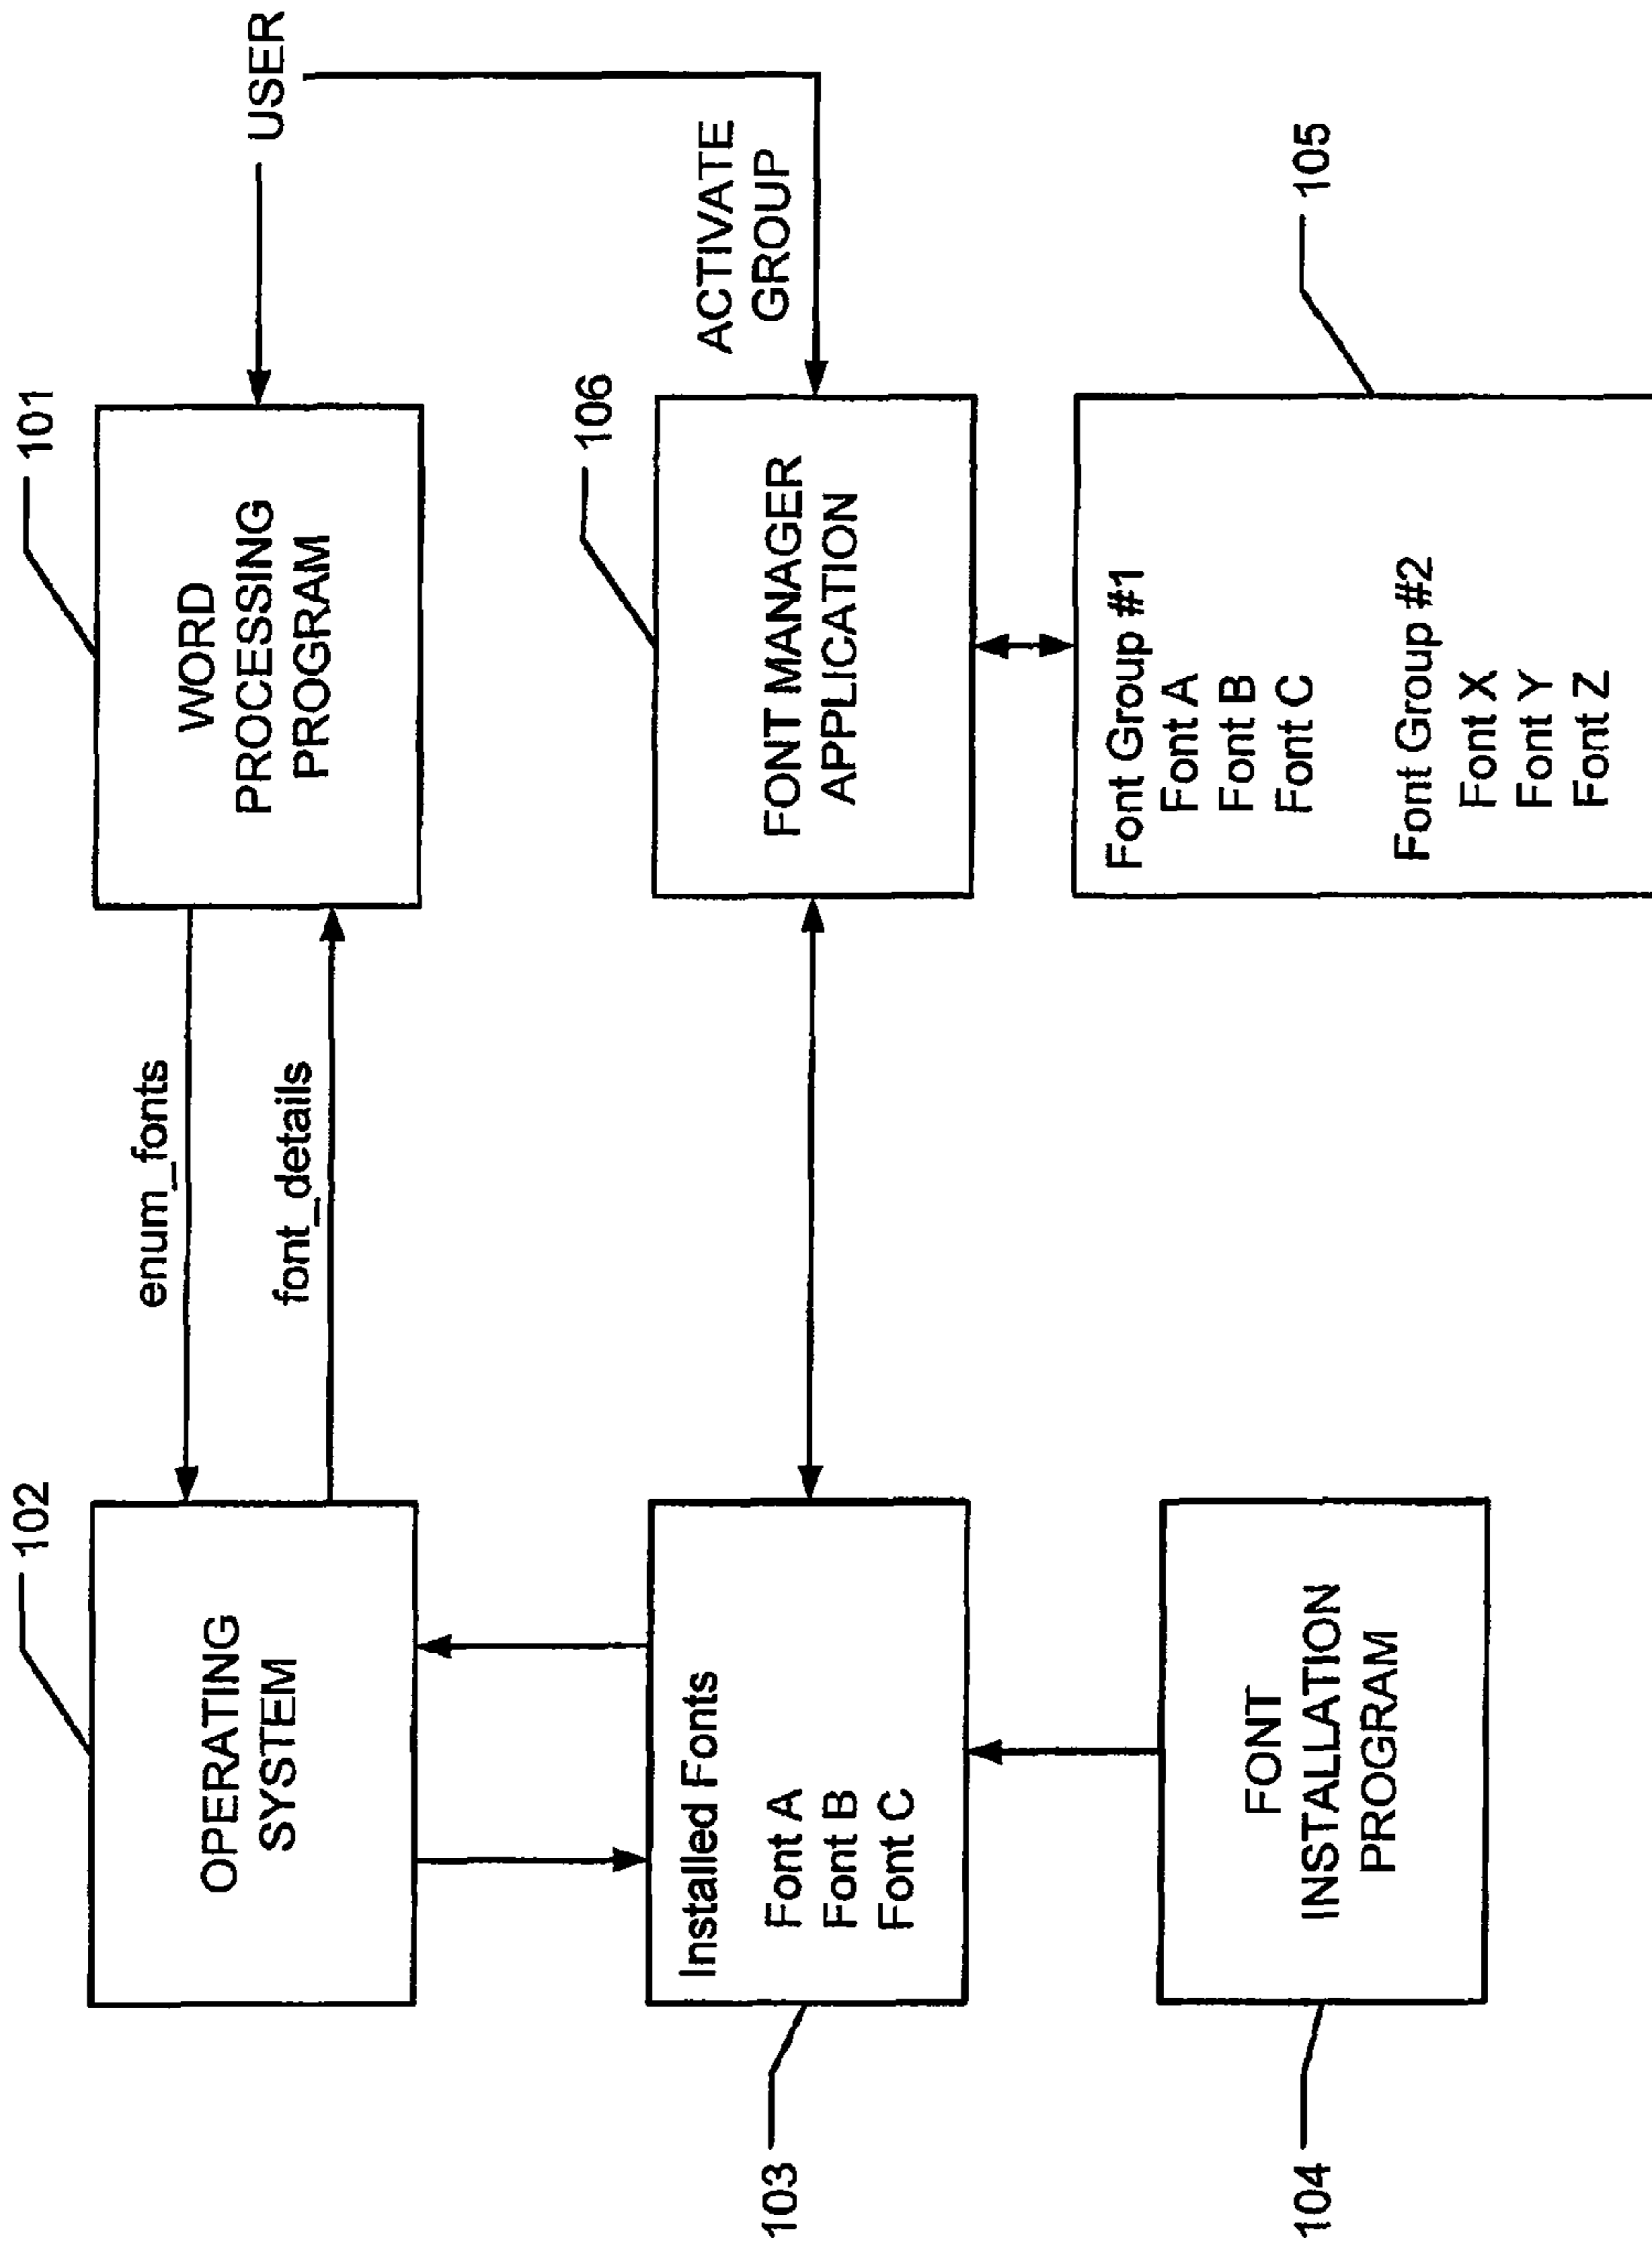 102
OPERATING
SYSTEM
enum_fonts
font_details
101
WORD
PROCESSING
PROGRAM
USER
103
Installed Fonts
Font A
Font B
Font C
106
FONT MANAGER
APPLICATION
ACTIVATE
GROUP
104
FONT
INSTALLATION
PROGRAM
105
Font Group #1
Font A
Font B
Font C
Font Group #2
Font X
Font Y
Font Z